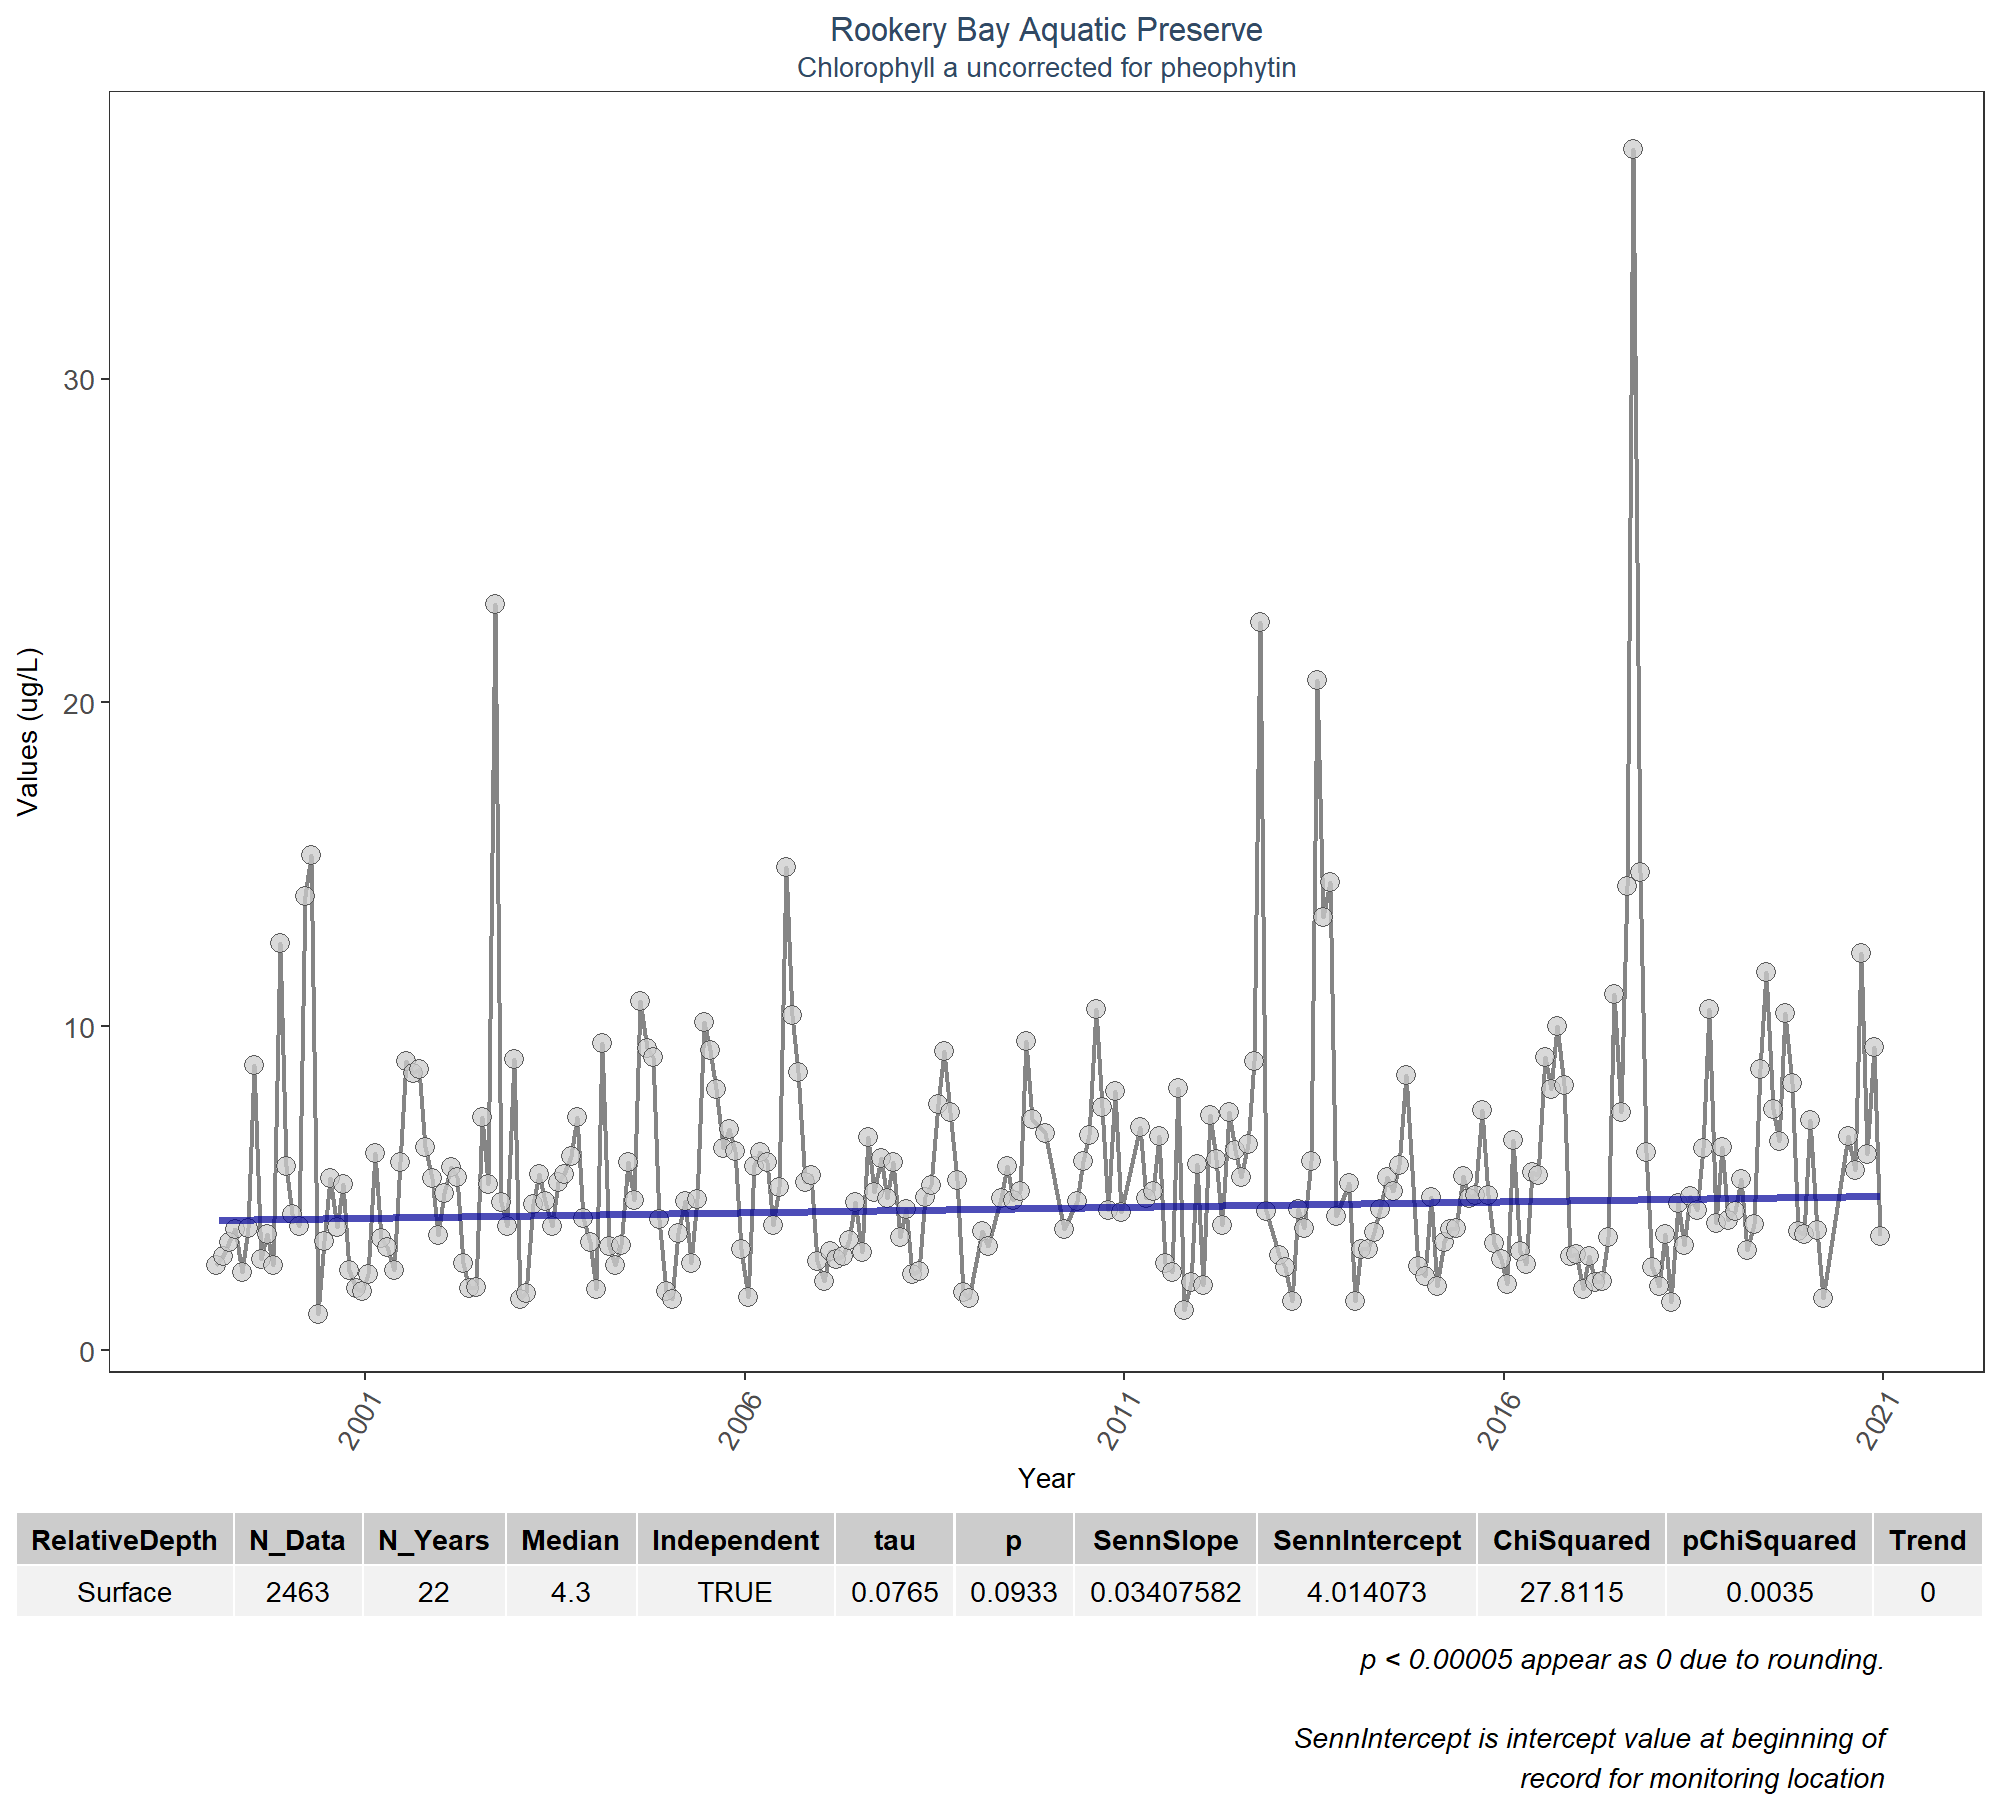 Rookery Bay Aquatic Preserve
Chlorophyll a uncorrected for pheophytin
Values (ug/L)
30
20
10
0
2001 2006 2011 2016 2021
Year
RelativeDepth N_Data N_Years Median Independent tau p SennSlope SennIntercept ChiSquared pChiSquared Trend
Surface 2463 22 4.3 TRUE 0.0765 0.0933 0.03407582 4.014073 27.8115 0.0035 0
p < 0.00005 appear as 0 due to rounding.
SennIntercept is intercept value at beginning of
record for monitoring location